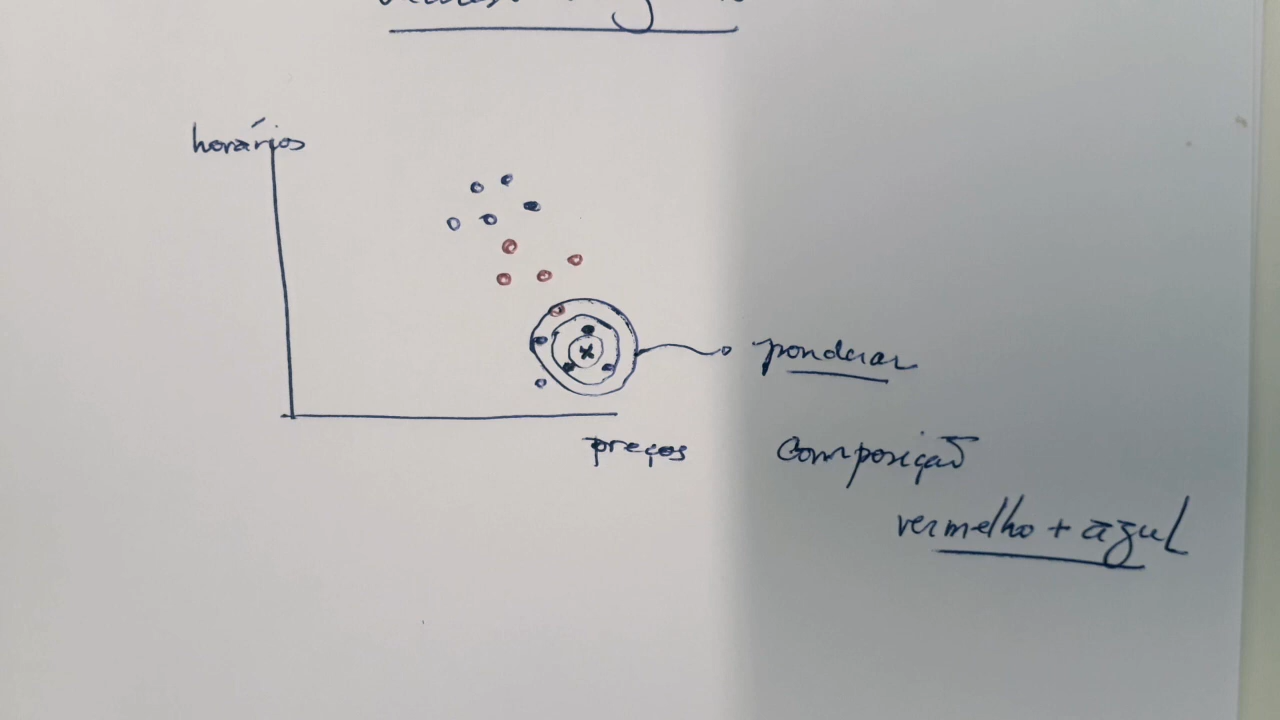 horários
ponderar
preços
composição
vermelho + azul